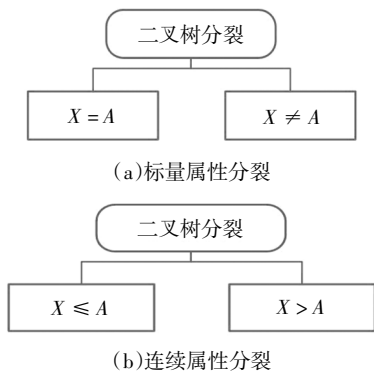 二叉树分裂
X = A
X ≠ A
(a)标量属性分裂
二叉树分裂
X ≤ A
X > A
(b)连续属性分裂